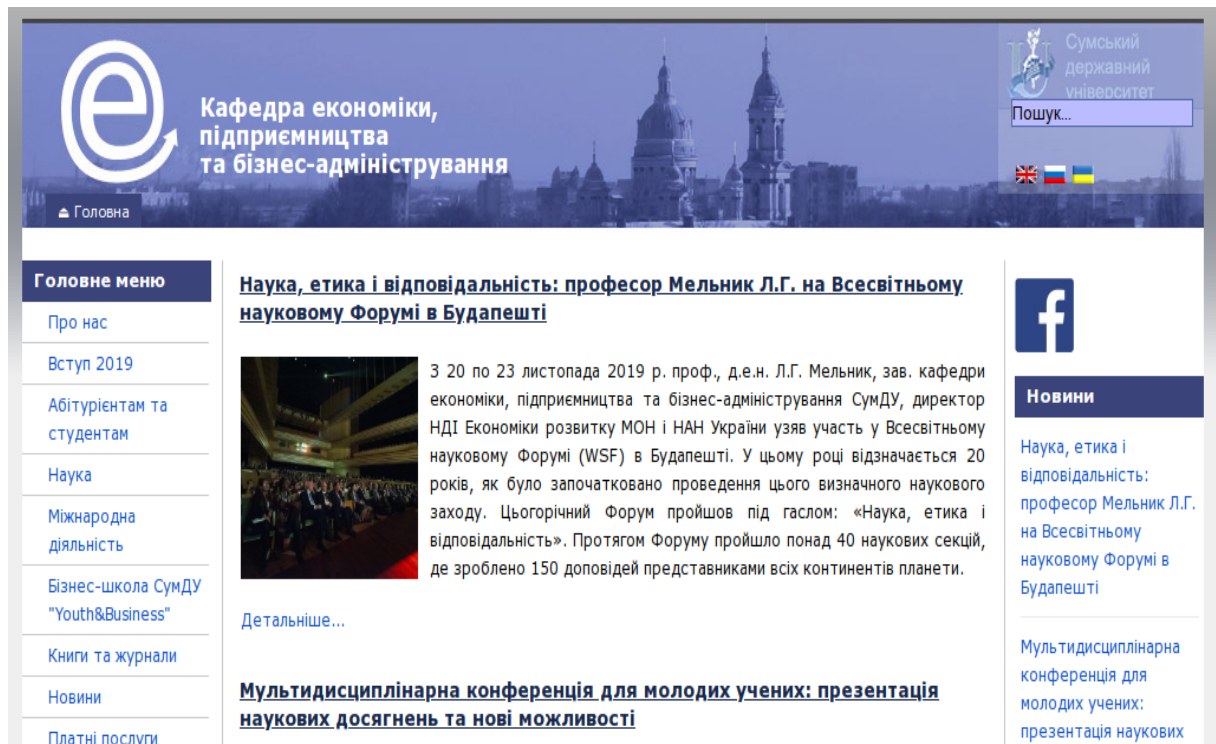 Кафедра економіки,
підприємництва
та бізнес-адміністрування
Сумський
державний
університет
Пошук...
⏏ Головна
Головне меню
Про нас
Вступ 2019
Абітурієнтам та
студентам
Наука
Міжнародна
діяльність
Бізнес-школа СумДУ
"Youth&Business"
Книги та журнали
Новини
Платні послуги
Наука, етика і відповідальність: професор Мельник Л.Г. на Всесвітньому
науковому Форумі в Будапешті
З 20 по 23 листопада 2019 р. проф., д.е.н. Л.Г. Мельник, зав. кафедри
економіки, підприємництва та бізнес-адміністрування СумДУ, директор
НДІ Економіки розвитку МОН і НАН України узяв участь у Всесвітньому
науковому Форумі (WSF) в Будапешті. У цьому році відзначається 20
років, як було започатковано проведення цього визначного наукового
заходу. Цьогорічний Форум пройшов під гаслом: «Наука, етика і
відповідальність». Протягом Форуму пройшло понад 40 наукових секцій,
де зроблено 150 доповідей представниками всіх континентів планети.
Детальніше...
Мультидисциплінарна конференція для молодих учених: презентація
наукових досягнень та нові можливості
Новини
Наука, етика і
відповідальність:
професор Мельник Л.Г.
на Всесвітньому
науковому Форумі в
Будапешті
Мультидисциплінарна
конференція для
молодих учених:
презентація наукових